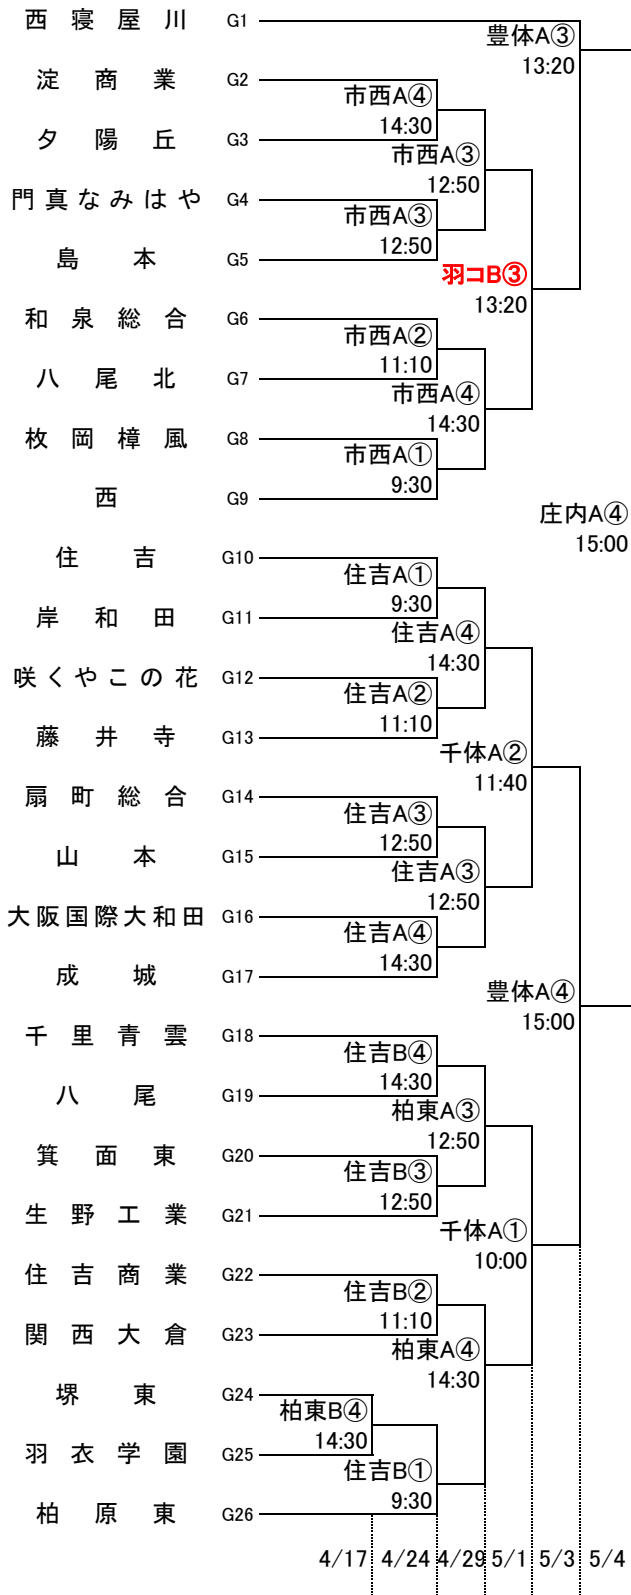 西寝屋川 G1
豊体A③
13:20
淀商業 G2
市西A④
14:30
夕陽丘 G3
市西A③
12:50
門真なみはや G4
市西A③
12:50
島本 G5
羽コB③
13:20
和泉総合 G6
市西A②
11:10
八尾北 G7
市西A④
14:30
枚岡樟風 G8
市西A①
9:30
西 G9
庄内A④
15:00
住吉 G10
住吉A①
9:30
岸和田 G11
住吉A④
14:30
咲くやこの花 G12
住吉A②
11:10
藤井寺 G13
千体A②
11:40
扇町総合 G14
住吉A③
12:50
山本 G15
住吉A③
12:50
大阪国際大和田 G16
住吉A④
14:30
成城 G17
豊体A④
15:00
千里青雲 G18
住吉B④
14:30
八尾 G19
柏東A③
12:50
箕面東 G20
住吉B③
12:50
生野工業 G21
千体A①
10:00
住吉商業 G22
住吉B②
11:10
関西大倉 G23
柏東A④
14:30
堺東 G24
柏東B④
14:30
羽衣学園 G25
住吉B①
9:30
柏原東 G26
4/17 4/24 4/29 5/1 5/3 5/4